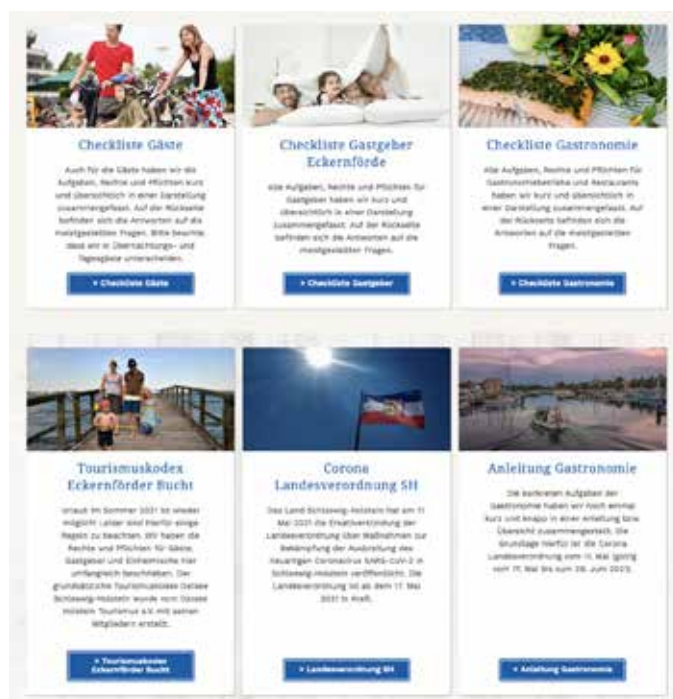 Checkliste Gäste
Auch für die Gäste haben wir die
Aufgaben, Rechte und Pflichten kurz
und übersichtlich in einer Darstellung
zusammengefasst. Auf der Rückseite
befinden sich die Antworten auf die
meistgestellten Fragen. Bitte beachte,
dass wir in Übernachtungs- und
Tagesgäste unterscheiden.
» Checkliste Gäste
Checkliste Gastgeber
Eckernförde
Alle Aufgaben, Rechte und Pflichten für
Gastgeber haben wir kurz und
übersichtlich in einer Darstellung
zusammengefasst. Auf der Rückseite
befinden sich die Antworten auf die
meistgestellten Fragen.
» Checkliste Gastgeber
Checkliste Gastronomie
Alle Aufgaben, Rechte und Pflichten für
Gastronomiebetriebe und Restaurants
haben wir kurz und übersichtlich in
einer Darstellung zusammengefasst. Auf
der Rückseite befinden sich die
Antworten auf die meistgestellten
Fragen.
» Checkliste Gastronomie
Tourismuskodex
Eckernförder Bucht
Urlaub im Sommer 2021 ist wieder
möglich! Leider sind hierfür einige
Regeln zu beachten. Wir haben die
Rechte und Pflichten für Gäste,
Gastgeber und Einheimische hier
umfangreich beschrieben. Der
grundsätzliche Tourismuskodex Ostsee
Schleswig-Holstein wurde vom Ostsee
Holstein Tourismus e.V. mit seinen
Mitgliedern erstellt.
» Tourismuskodex
Eckernförder Bucht
Corona
Landesverordnung SH
Das Land Schleswig-Holstein hat am 11.
Mai 2021 die Ersatzverkündung der
Landesverordnung über Maßnahmen zur
Bekämpfung der Ausbreitung des
neuartigen Coronavirus SARS-CoV-2 in
Schleswig-Holstein veröffentlicht. Die
Landesverordnung ist ab dem 17. Mai
2021 in Kraft.
» Landesverordnung SH
Anleitung Gastronomie
Die konkreten Aufgaben der
Gastronomie haben wir noch einmal
kurz und knapp in einer Anleitung bzw.
Übersicht zusammengestellt. Die
Grundlage hierfür ist die Corona
Landesverordnung vom 11. Mai (gültig
vom 17. Mai bis zum 2021).
» Anleitung Gastronomie